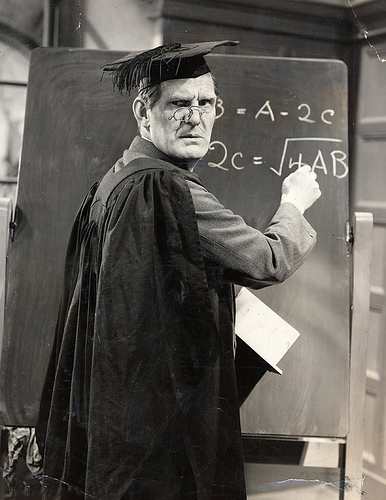 B = A - 2C
2C = √4AB